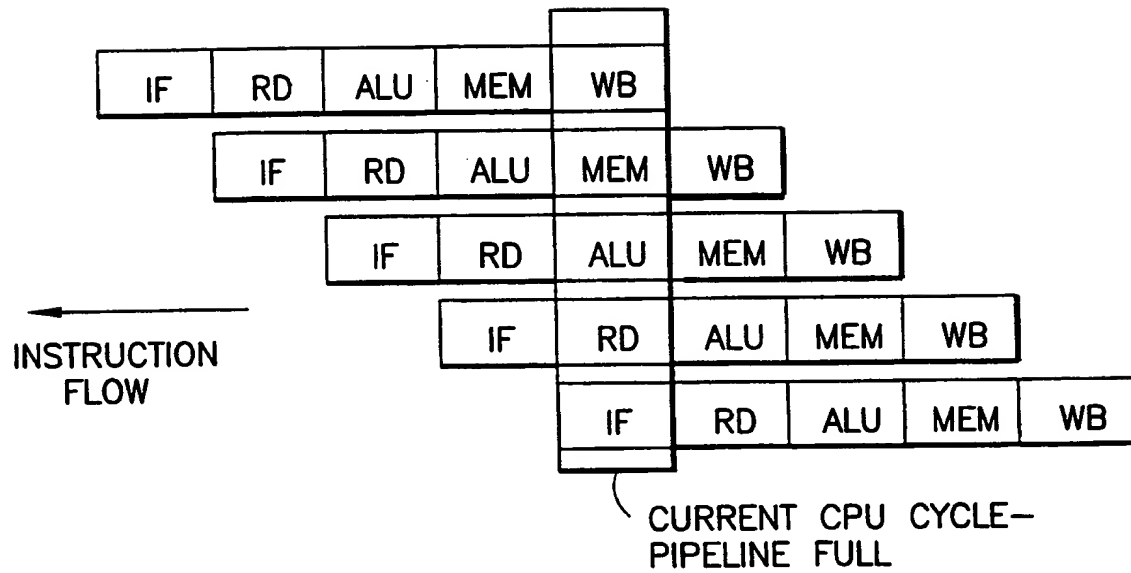 IF RD ALU MEM WB
IF RD ALU MEM WB
IF RD ALU MEM WB
IF RD ALU MEM WB
INSTRUCTION
FLOW
IF RD ALU MEM WB
CURRENT CPU CYCLE-
PIPELINE FULL